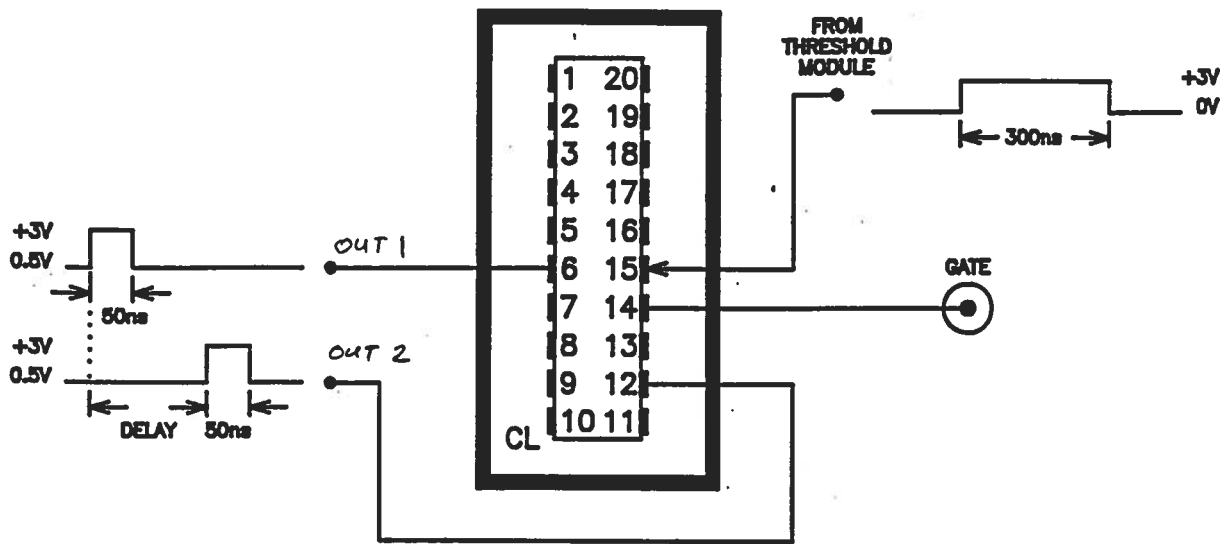 FROM
THRESHOLD
MODULE
+3V
0V
300ns
1 20
2 19
3 18
4 17
5 16
6 15
7 14
8 13
9 12
10 11
CL
+3V
0.5V
50ns
OUT 1
GATE
+3V
0.5V
DELAY 50ns
OUT 2